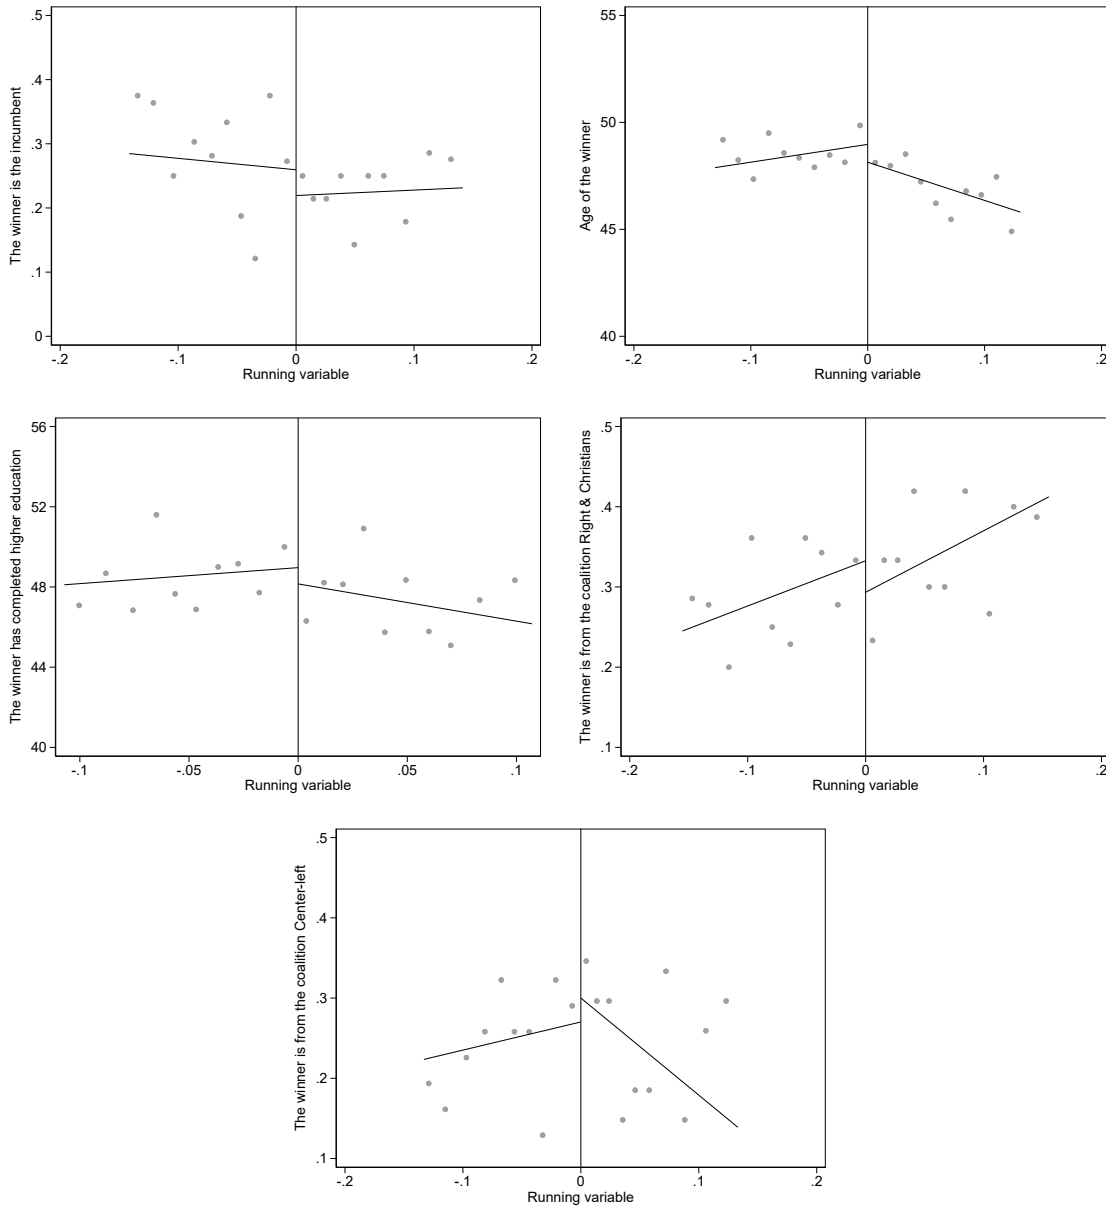 The winner is the incumbent
.5
.4
.3
.2
.1
0
-.2 -.1 0 .1 .2
Running variable
Age of the winner
55
50
45
40
-.2 -.1 0 .1 .2
Running variable
The winner has completed higher education
56
52
48
44
40
-.1 -.05 0 .05 .1
Running variable
The winner is from the coalition Right & Christians
.5
.4
.3
.2
.1
-.2 -.1 0 .1 .2
Running variable
The winner is from the coalition Center-left
.5
.4
.3
.2
.1
-.2 -.1 0 .1 .2
Running variable